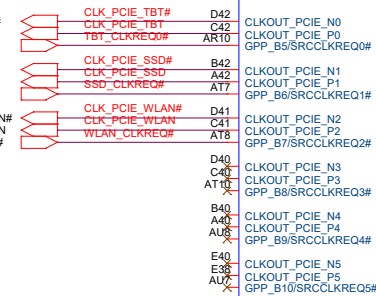 CLK_PCIE_TBT# D42 CLKOUT_PCIE_N0
CLK_PCIE_TBT C42 CLKOUT_PCIE_P0
TBT_CLKREQ0# AR10 GPP_B5/SRCCLKREQ0#
CLK_PCIE_SSD# B42 CLKOUT_PCIE_N1
CLK_PCIE_SSD A42 CLKOUT_PCIE_P1
SSD_CLKREQ# AT7 GPP_B6/SRCCLKREQ1#
N# CLK_PCIE_WLAN# D41 CLKOUT_PCIE_N2
N CLK_PCIE_WLAN C41 CLKOUT_PCIE_P2
# WLAN_CLKREQ# AT8 GPP_B7/SRCCLKREQ2#
D40 CLKOUT_PCIE_N3
C40 CLKOUT_PCIE_P3
AT10 GPP_B8/SRCCLKREQ3#
B40 CLKOUT_PCIE_N4
A40 CLKOUT_PCIE_P4
AU8 GPP_B9/SRCCLKREQ4#
E40 CLKOUT_PCIE_N5
E38 CLKOUT_PCIE_P5
AU7 GPP_B10/SRCCLKREQ5#